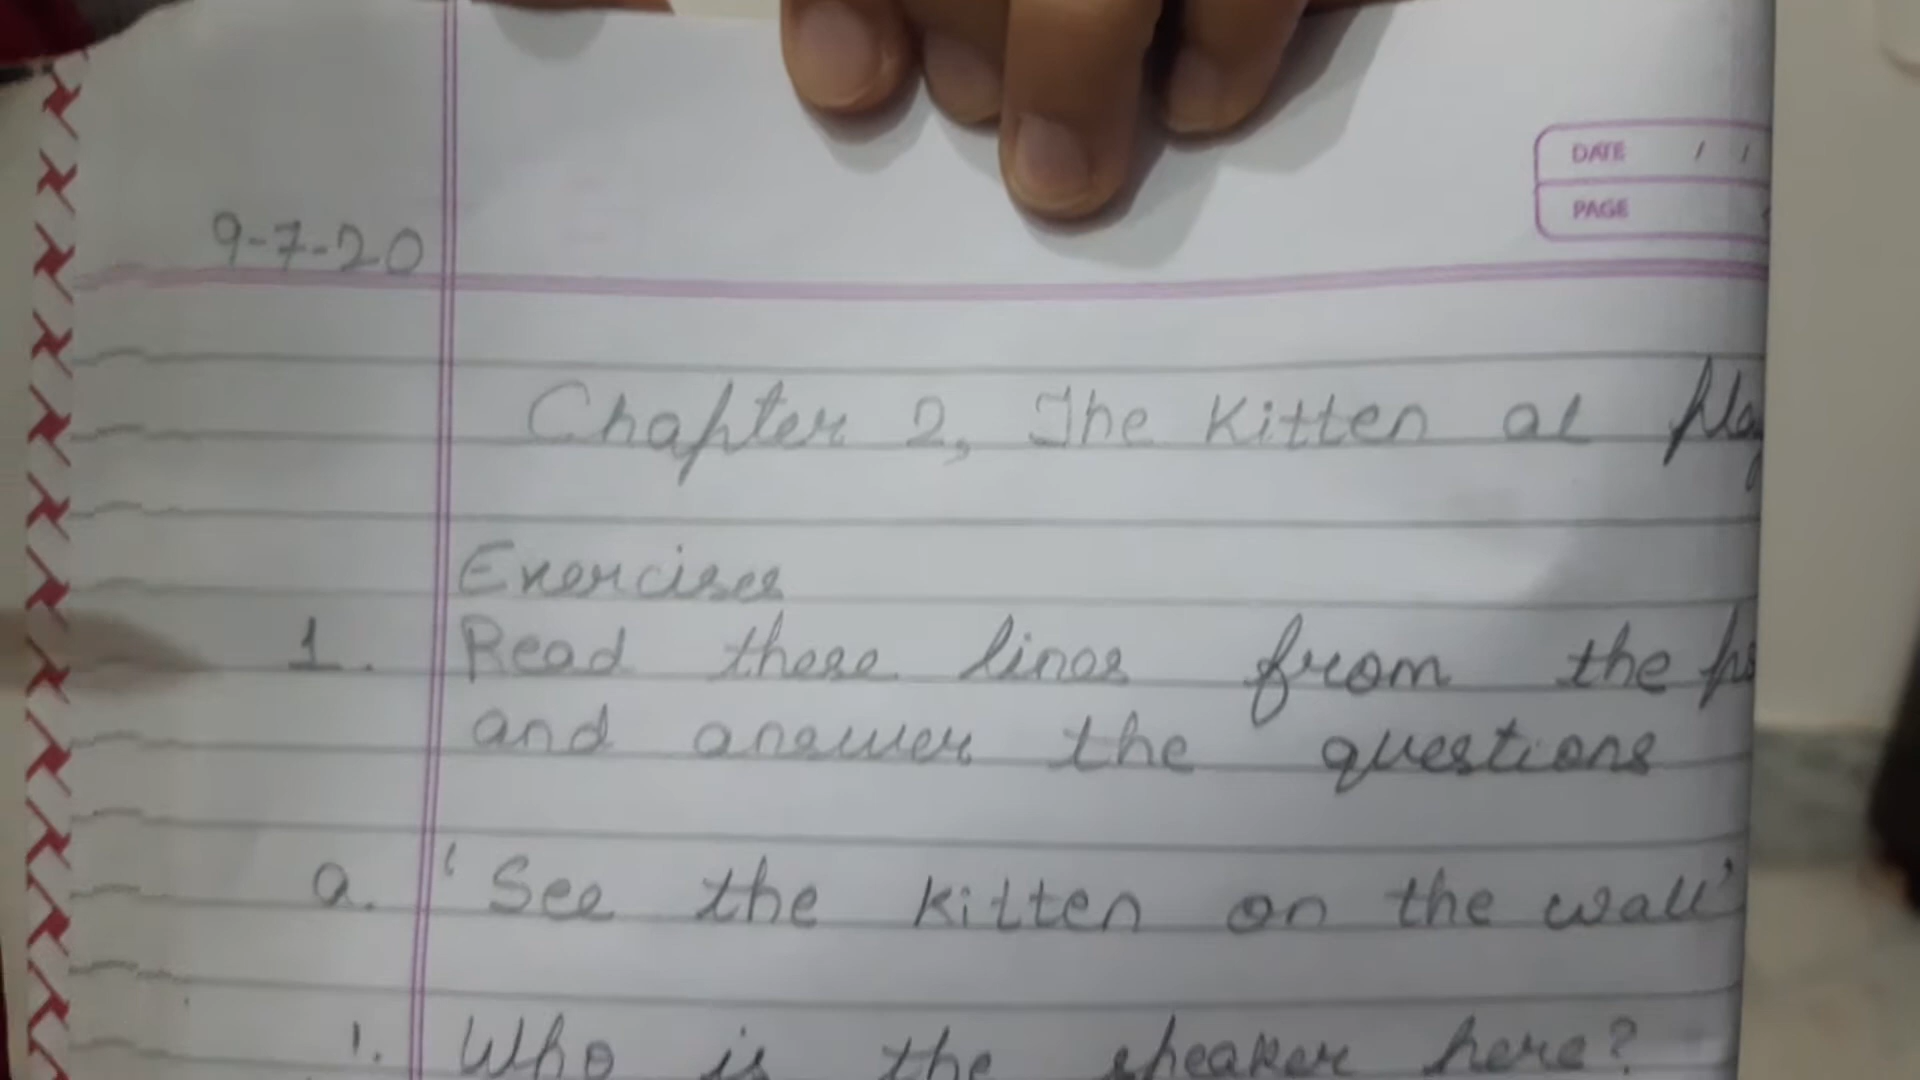 DATE / /
PAGE
9-7-20
Chapter 2, The Kitten at
Exercises
1. Read these lines from the
and answer the questions
a. 'See the kitten on the wall'
1. Who is the speaker here?